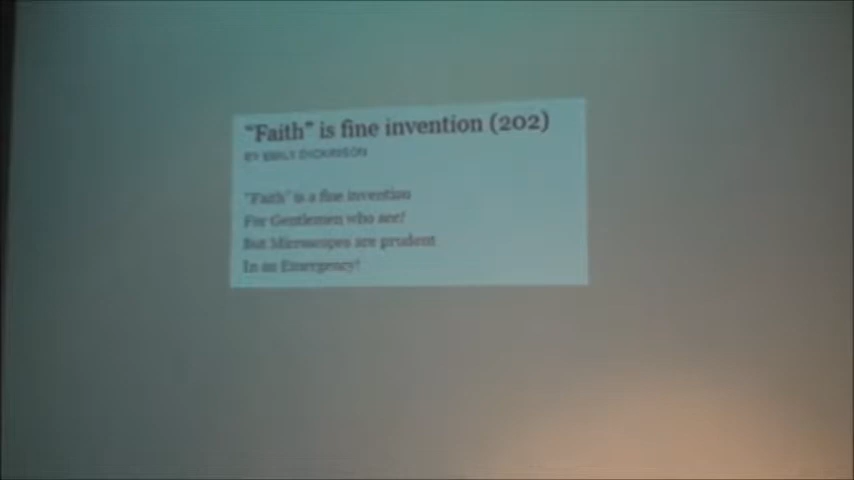 "Faith" is fine invention (202)
BY EMILY DICKINSON
"Faith" is a fine invention
For Gentlemen who see!
But Microscopes are prudent
In an Emergency!